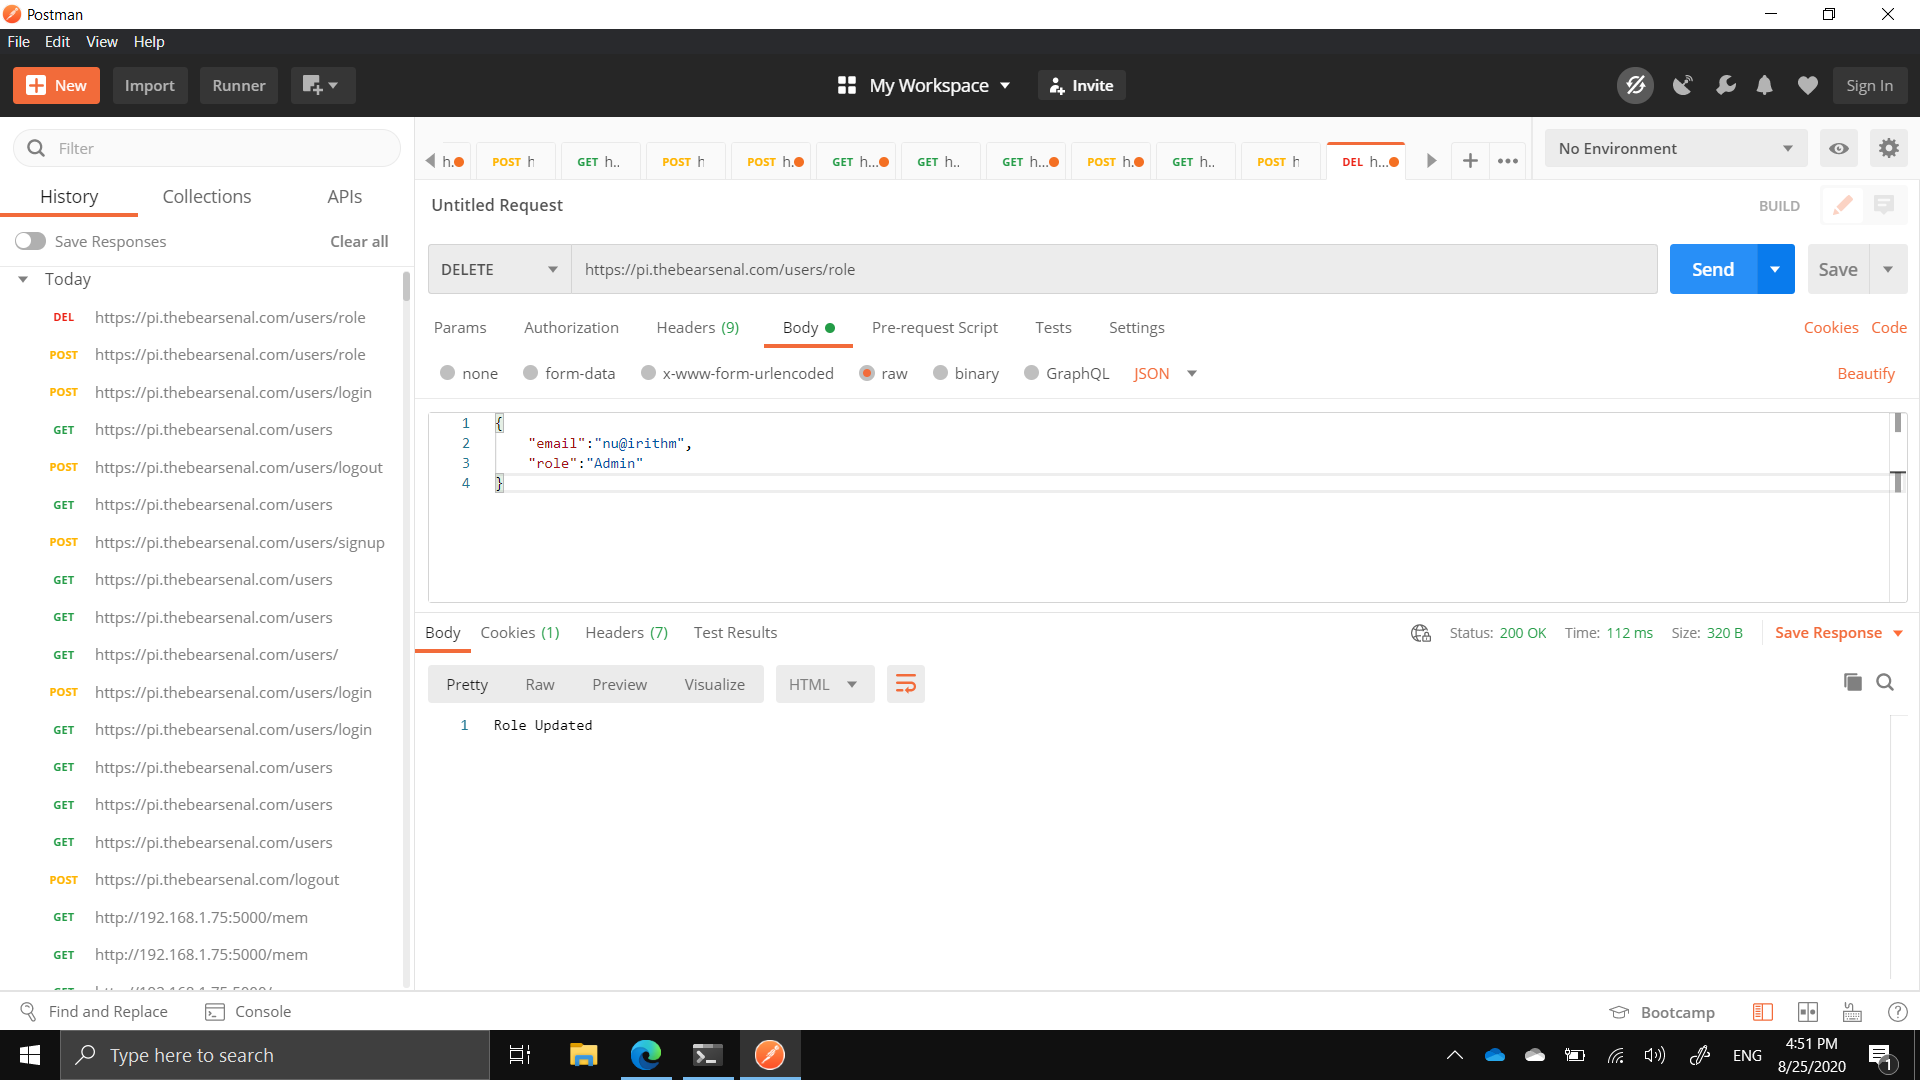 Postman
File Edit View Help
New Import Runner My Workspace Invite Sign In
Filter
History Collections APIs
Save Responses Clear all
Today
DEL https://pi.thebearsenal.com/users/role
POST https://pi.thebearsenal.com/users/role
POST https://pi.thebearsenal.com/users/login
GET https://pi.thebearsenal.com/users
POST https://pi.thebearsenal.com/users/logout
GET https://pi.thebearsenal.com/users
POST https://pi.thebearsenal.com/users/signup
GET https://pi.thebearsenal.com/users
GET https://pi.thebearsenal.com/users
GET https://pi.thebearsenal.com/users/
POST https://pi.thebearsenal.com/users/login
GET https://pi.thebearsenal.com/users/login
GET https://pi.thebearsenal.com/users
GET https://pi.thebearsenal.com/users
GET https://pi.thebearsenal.com/users
POST https://pi.thebearsenal.com/logout
GET http://192.168.1.75:5000/mem
GET http://192.168.1.75:5000/mem
h. POST h GET h.. POST h POST h. GET h... GET h.. GET h... POST h. GET h.. POST h DEL h...
No Environment
Untitled Request BUILD
DELETE https://pi.thebearsenal.com/users/role Send Save
Params Authorization Headers (9) Body Pre-request Script Tests Settings Cookies Code
none form-data x-www-form-urlencoded raw binary GraphQL JSON Beautify
1 {
2 "email":"nu@irithm",
3 "role":"Admin"
4 }
Body Cookies (1) Headers (7) Test Results Status: 200 OK Time: 112 ms Size: 320 B Save Response
Pretty Raw Preview Visualize HTML
1 Role Updated
Find and Replace Console Bootcamp
Type here to search ENG 4:51 PM
8/25/2020 1